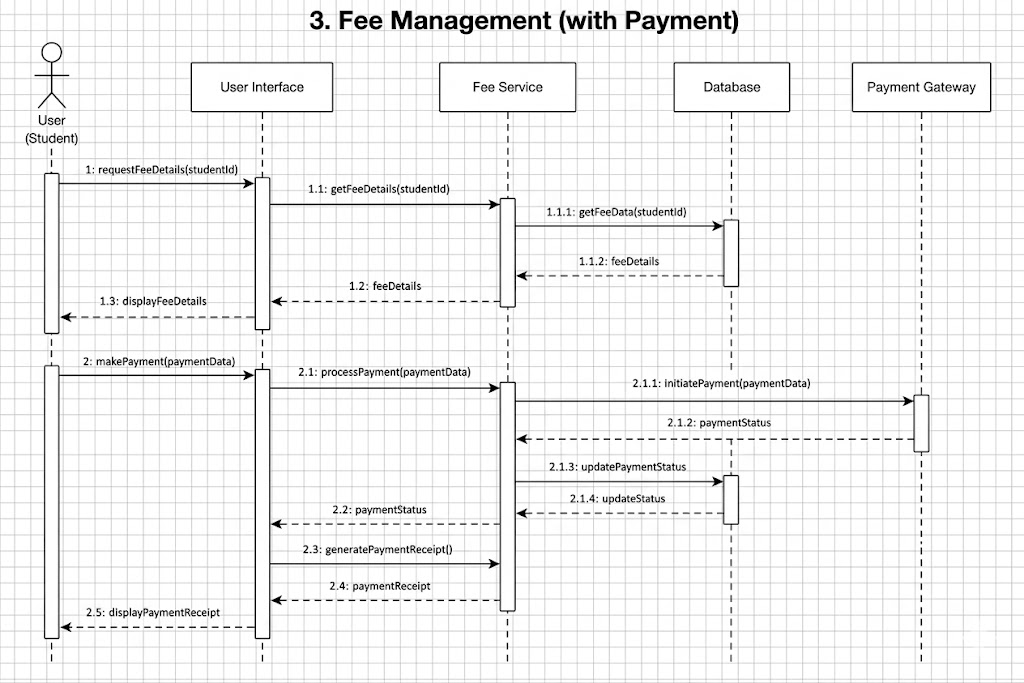 3. Fee Management (with Payment)
User
(Student)
User Interface
Fee Service
Database
Payment Gateway
1: requestFeeDetails(studentId)
1.1: getFeeDetails(studentId)
1.1.1: getFeeData(studentId)
1.1.2: feeDetails
1.2: feeDetails
1.3: displayFeeDetails
2: makePayment(paymentData)
2.1: processPayment(paymentData)
2.1.1: initiatePayment(paymentData)
2.1.2: paymentStatus
2.1.3: updatePaymentStatus
2.1.4: updateStatus
2.2: paymentStatus
2.3: generatePaymentReceipt()
2.4: paymentReceipt
2.5: displayPaymentReceipt